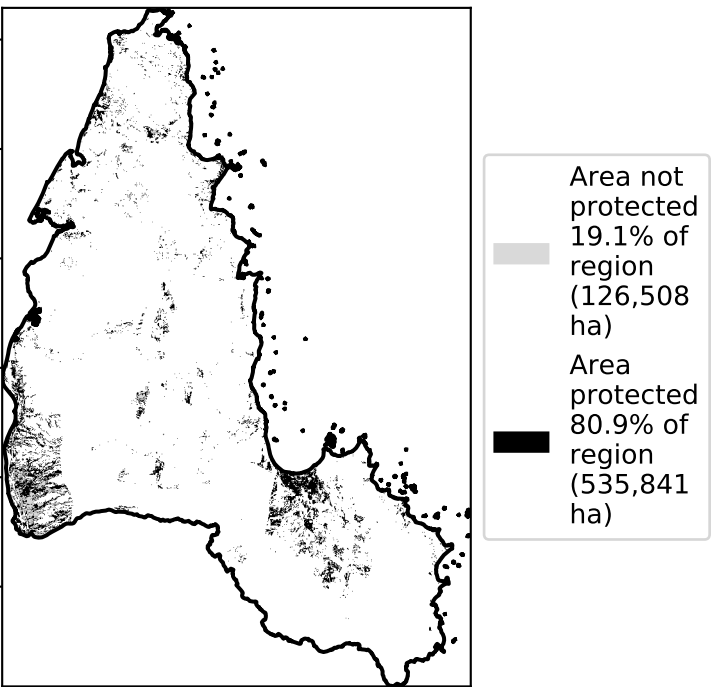 Area not
protected
19.1% of
region
(126,508
ha)
Area
protected
80.9% of
region
(535,841
ha)